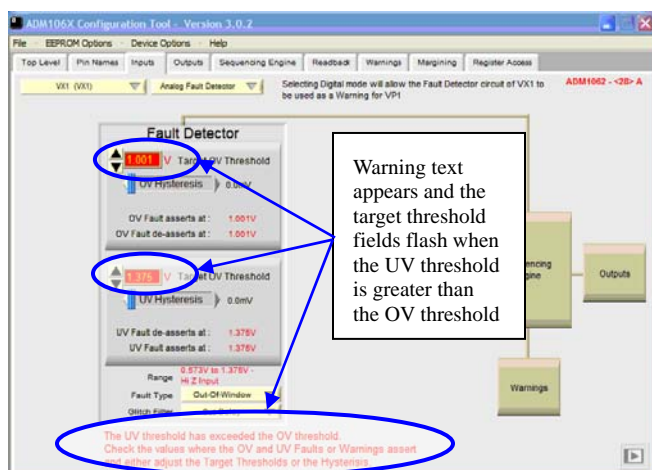 ADM106X Configuration Tool - Version 3.0.2
File EEPROM Options Device Options Help
Top Level Pin Names Inputs Outputs Sequencing Engine Readback Warnings Margining Register Access
VX1 (VX1) Analog Fault Detector Selecting Digital mode will allow the Fault Detector circuit of VX1 to be used as a Warning for VP1 ADM1062 - <2B> A
Fault Detector
1.001 V Target OV Threshold
OV Hysteresis 0.0mV
OV Fault asserts at : 1.001V
OV Fault de-asserts at : 1.001V
1.375 V Target UV Threshold
UV Hysteresis 0.0mV
UV Fault de-asserts at : 1.375V
UV Fault asserts at : 1.375V
Range 0.573V to 1.375V -
Hi Z Input
Fault Type Out-Of-Window
Glitch Filter
Warning text
appears and the
target threshold
fields flash when
the UV threshold
is greater than
the OV threshold
Outputs
Warnings
The UV threshold has exceeded the OV threshold.
Check the values where the OV and UV Faults or Warnings assert
and either adjust the Target Thresholds or the Hysterisis.